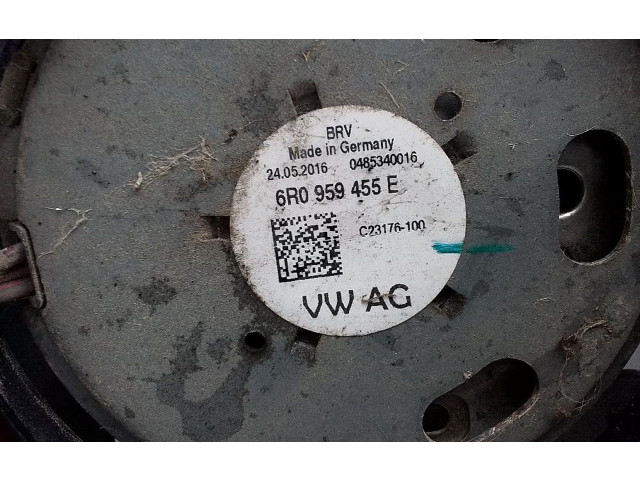 BRV
Made in Germany
24.05.2016 0485340016
6R0 959 455 E
C23176-100
VW AG